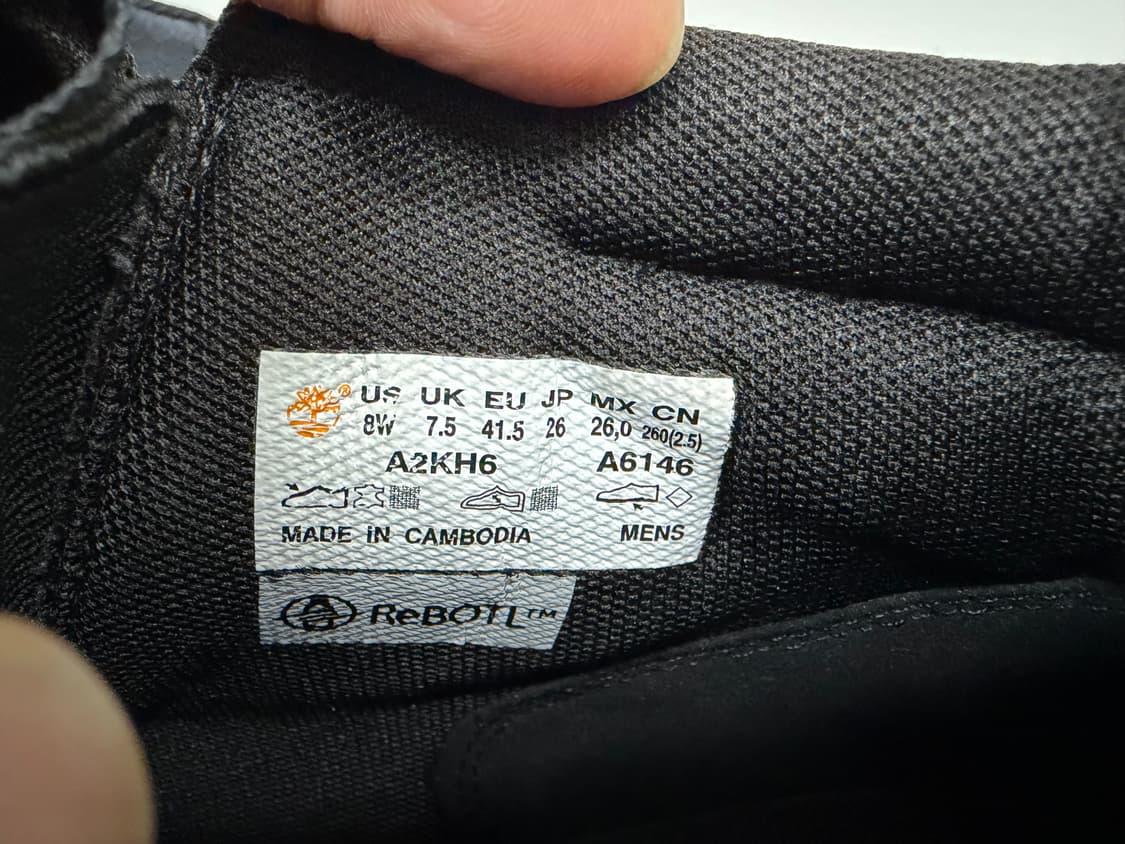 ® US UK EU JP MX CN
8W 7.5 41.5 26 26,0 260(2.5)
A2KH6 A6146
MADE iN CAMBODIA MENS
ReBOTL™